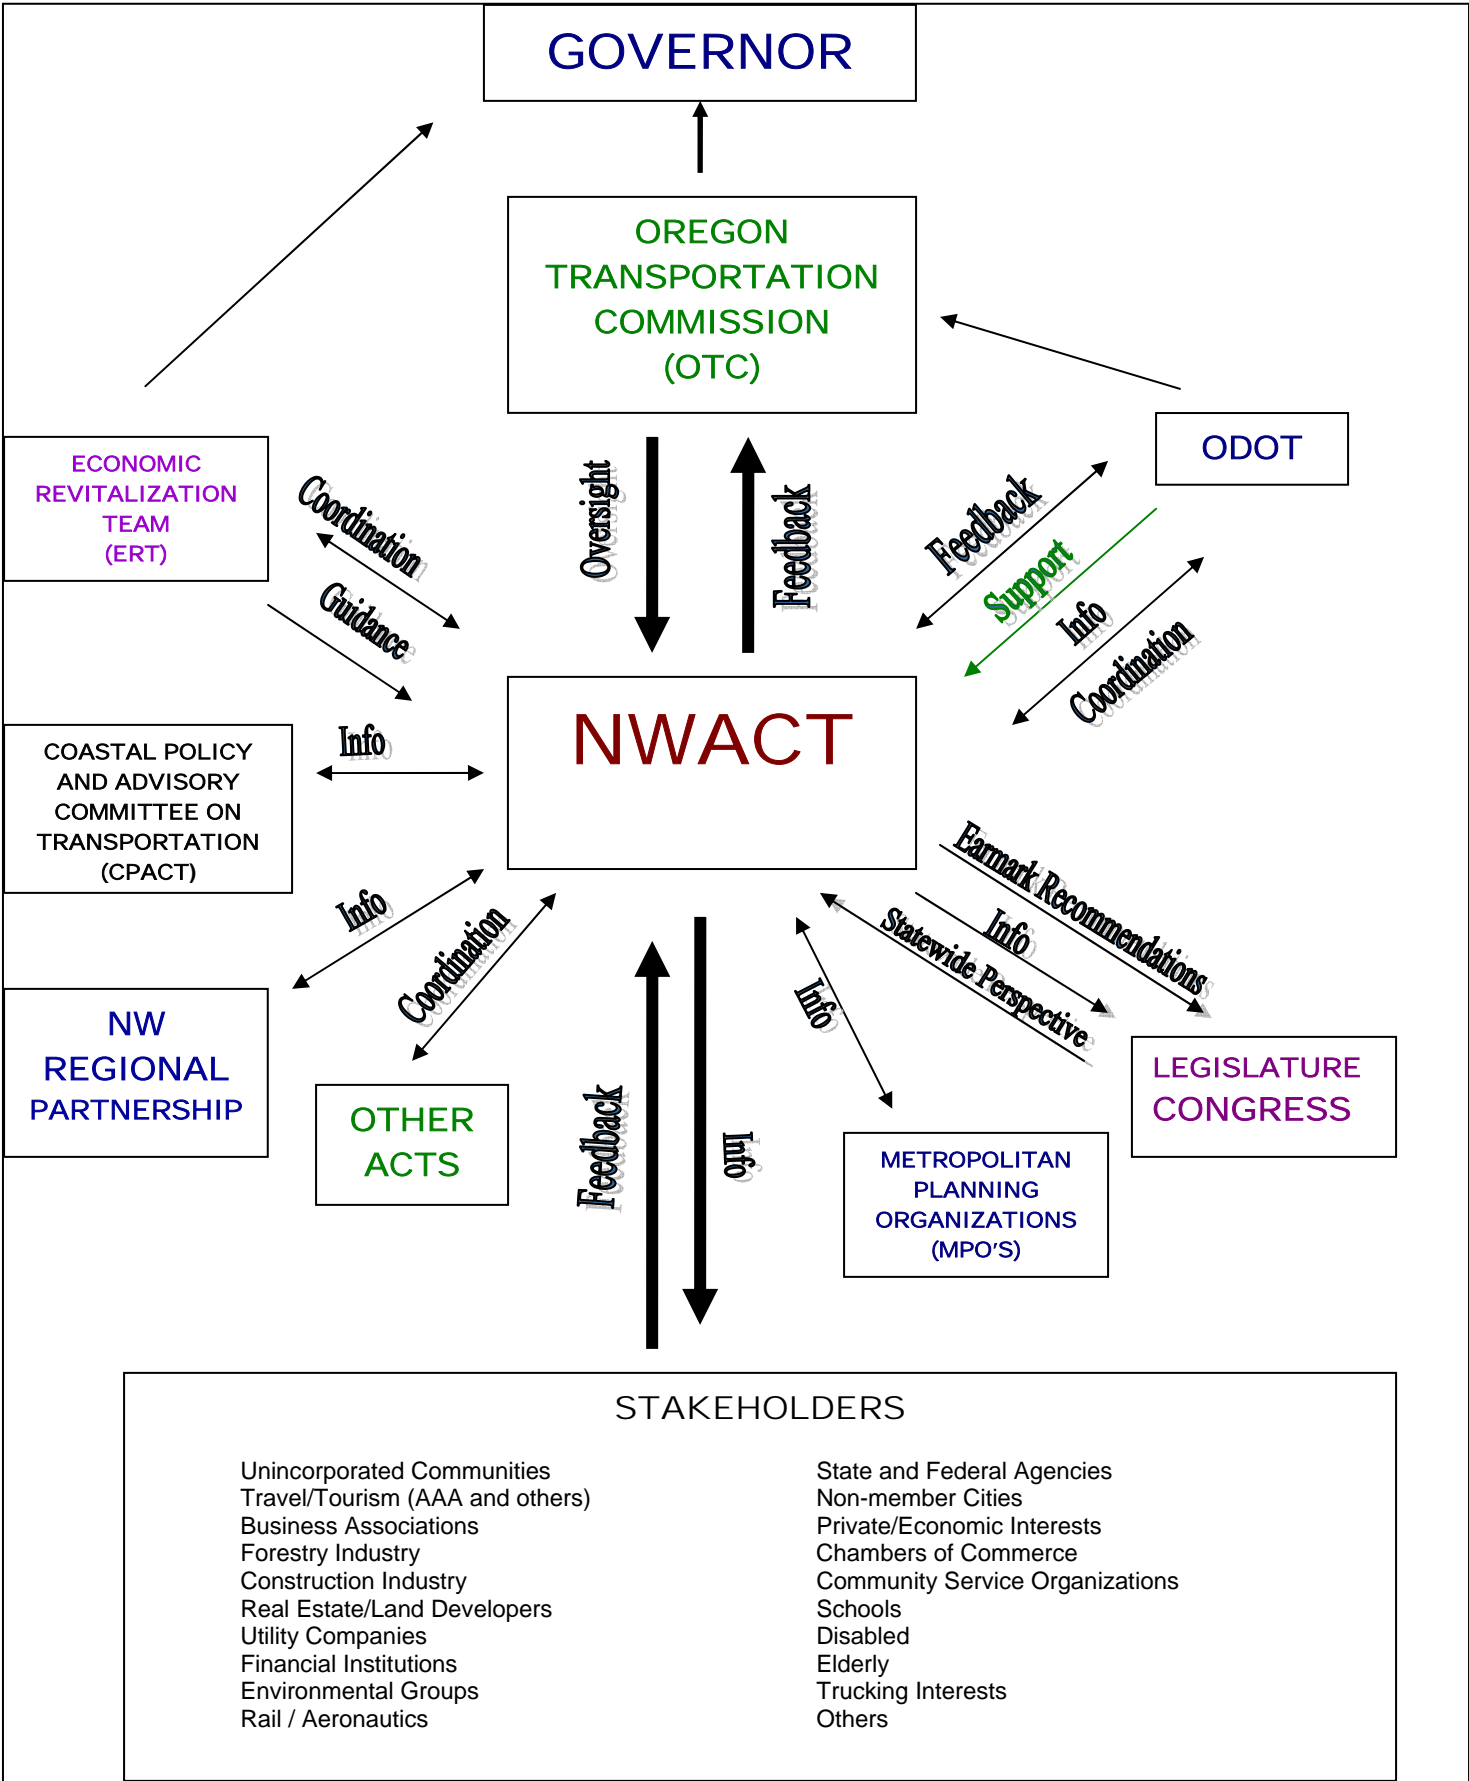 GOVERNOR
OREGON
TRANSPORTATION
COMMISSION
(OTC)
ODOT
ECONOMIC
REVITALIZATION
TEAM
(ERT)
Coordination
Guidance
Oversight
Feedback
Feedback
Support
Info
Coordination
NWACT
COASTAL POLICY
AND ADVISORY
COMMITTEE ON
TRANSPORTATION
(CPACT)
Info
Info
Coordination
Earmark Recommendations
Info
Statewide Perspective
Info
NW
REGIONAL
PARTNERSHIP
OTHER
ACTS
Feedback
Info
METROPOLITAN
PLANNING
ORGANIZATIONS
(MPO'S)
LEGISLATURE
CONGRESS
STAKEHOLDERS
Unincorporated Communities
Travel/Tourism (AAA and others)
Business Associations
Forestry Industry
Construction Industry
Real Estate/Land Developers
Utility Companies
Financial Institutions
Environmental Groups
Rail / Aeronautics
State and Federal Agencies
Non-member Cities
Private/Economic Interests
Chambers of Commerce
Community Service Organizations
Schools
Disabled
Elderly
Trucking Interests
Others